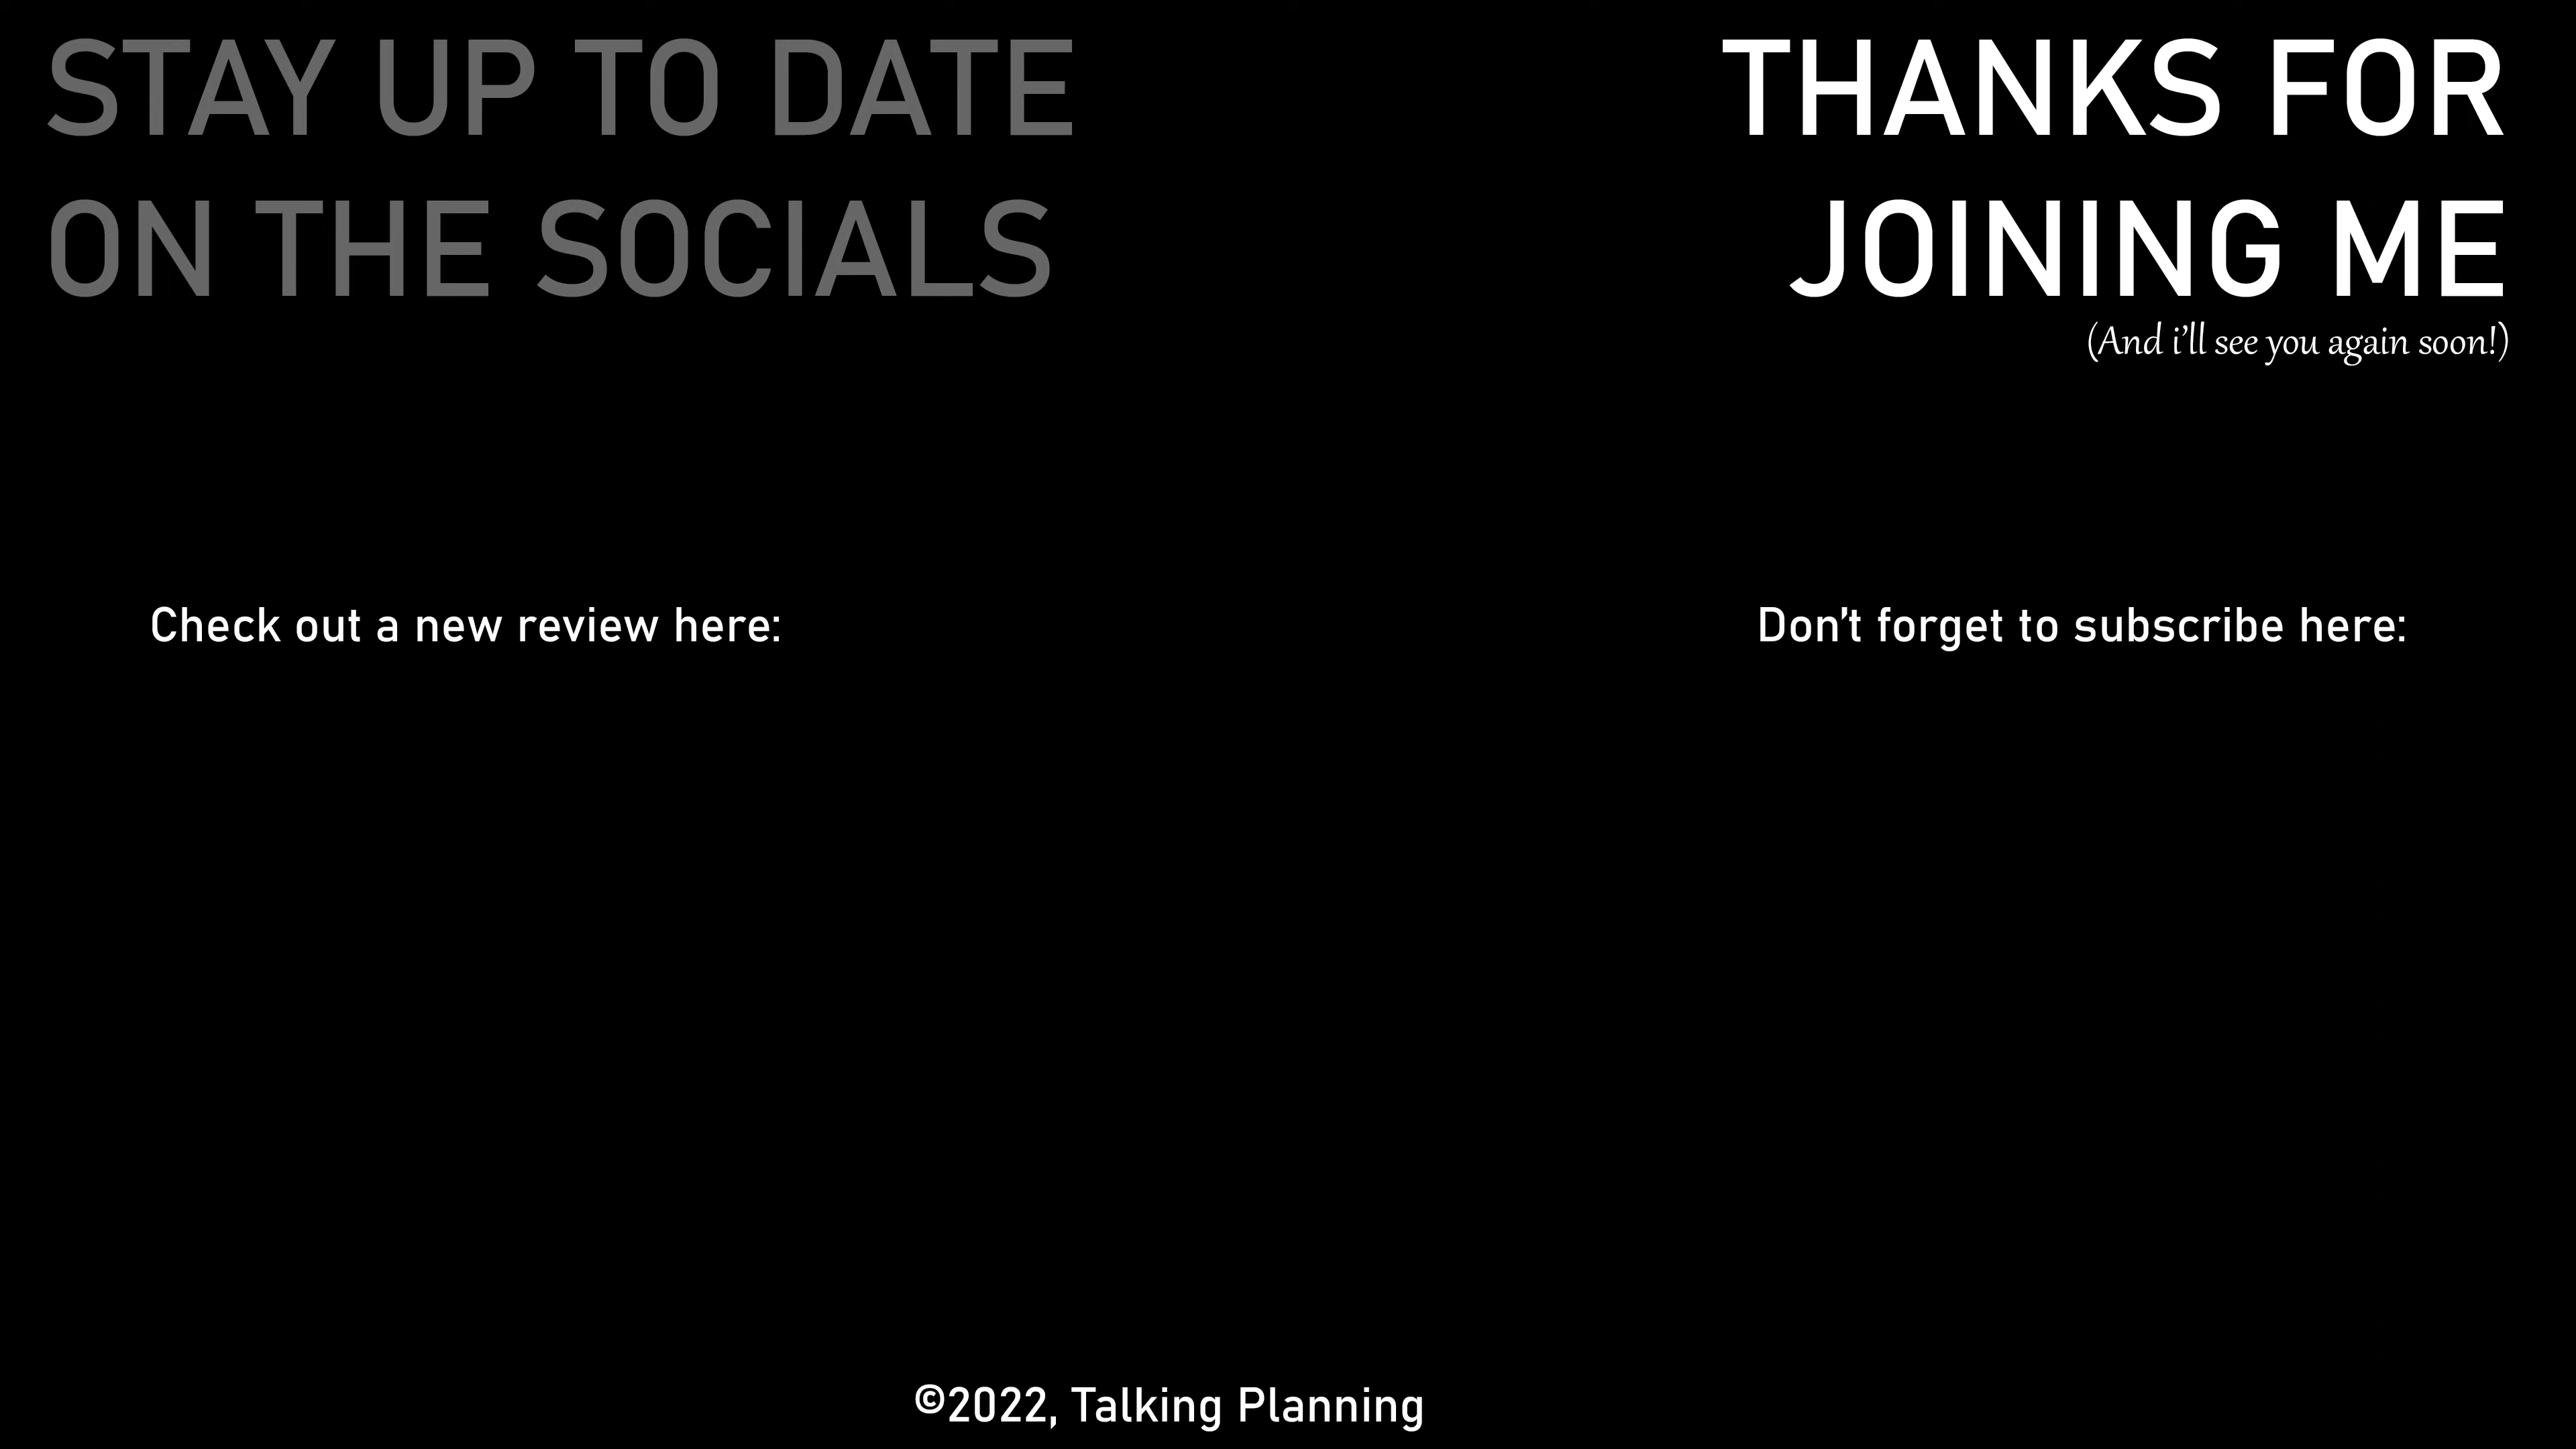 STAY UP TO DATE
ON THE SOCIALS
THANKS FOR
JOINING ME
(And i'll see you again soon!)
Check out a new review here:
Don't forget to subscribe here:
©2022, Talking Planning